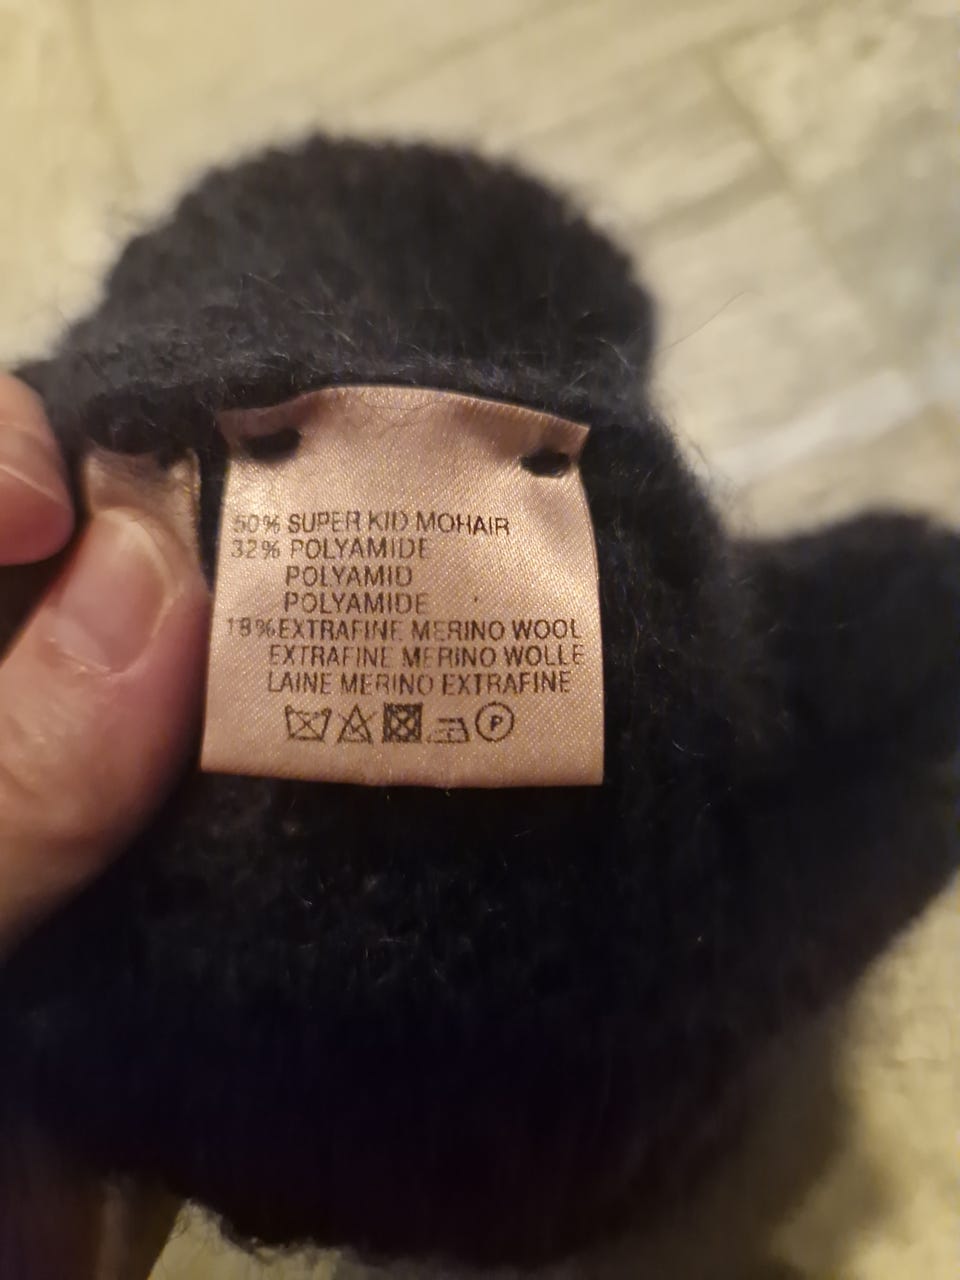 50% SUPER KID MOHAIR
32% POLYAMIDE
POLYAMID
POLYAMIDE
18% EXTRAFINE MERINO WOOL
EXTRAFINE MERINO WOLLE
LAINE MERINO EXTRAFINE
P